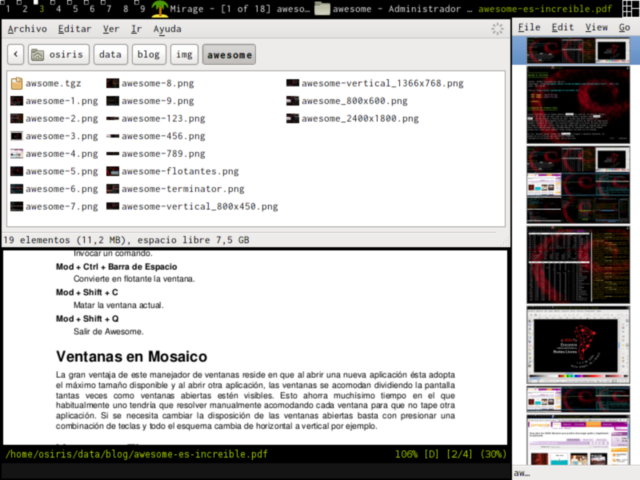 1 2 3 4 5 6 7 8 9 Mirage - [1 of 18] aweso… awesome - Administrador … awesome-es-increible.pdf
Archivo Editar Ver Ir Ayuda
File Edit View Go
< osiris data blog img awesome
awsome.tgz awesome-8.png awesome-vertical_1366x768.png
awesome-1.png awesome-9.png awesome_800x600.png
awesome-2.png awesome-123.png awesome_2400x1800.png
awesome-3.png awesome-456.png
awesome-4.png awesome-789.png
awesome-5.png awesome-flotantes.png
awesome-6.png awesome-terminator.png
awesome-7.png awesome-vertical_800x450.png
19 elementos (11,2 MB), espacio libre 7,5 GB
Invocar un comando.
Mod + Ctrl + Barra de Espacio
Convierte en flotante la ventana.
Mod + Shift + C
Matar la ventana actual.
Mod + Shift + Q
Salir de Awesome.
Ventanas en Mosaico
La gran ventaja de este manejador de ventanas reside en que al abrir una nueva aplicación ésta adopta
el máximo tamaño disponible y al abrir otra aplicación, las ventanas se acomodan dividiendo la pantalla
tantas veces como ventanas abiertas estén visibles. Esto ahorra muchísimo tiempo en el que
habitualmente uno tendría que resolver manualmente acomodando cada ventana para que no tape otra
aplicación. Si se necesita cambiar la disposición de las ventanas abiertas basta con presionar una
combinación de teclas y todo el esquema cambia de horizontal a vertical por ejemplo.
/home/osiris/data/blog/awesome-es-increible.pdf 106% [D] [2/4] (30%)
aw…